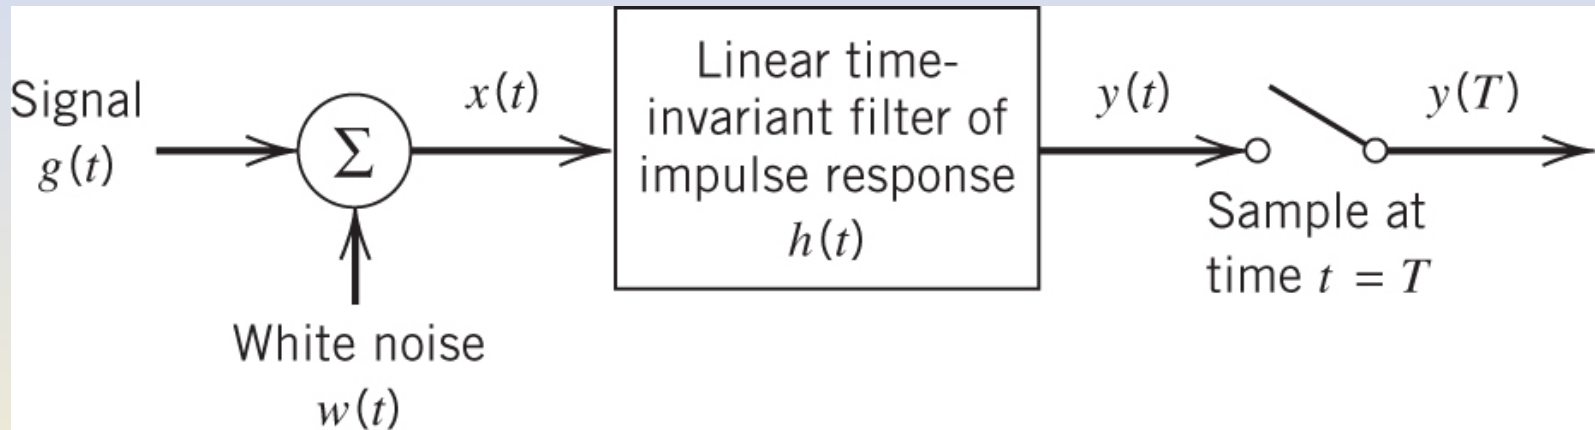 Signal
g(t)
Σ
x(t)
White noise
w(t)
Linear time-
invariant filter of
impulse response
h(t)
y(t)
y(T)
Sample at
time t = T